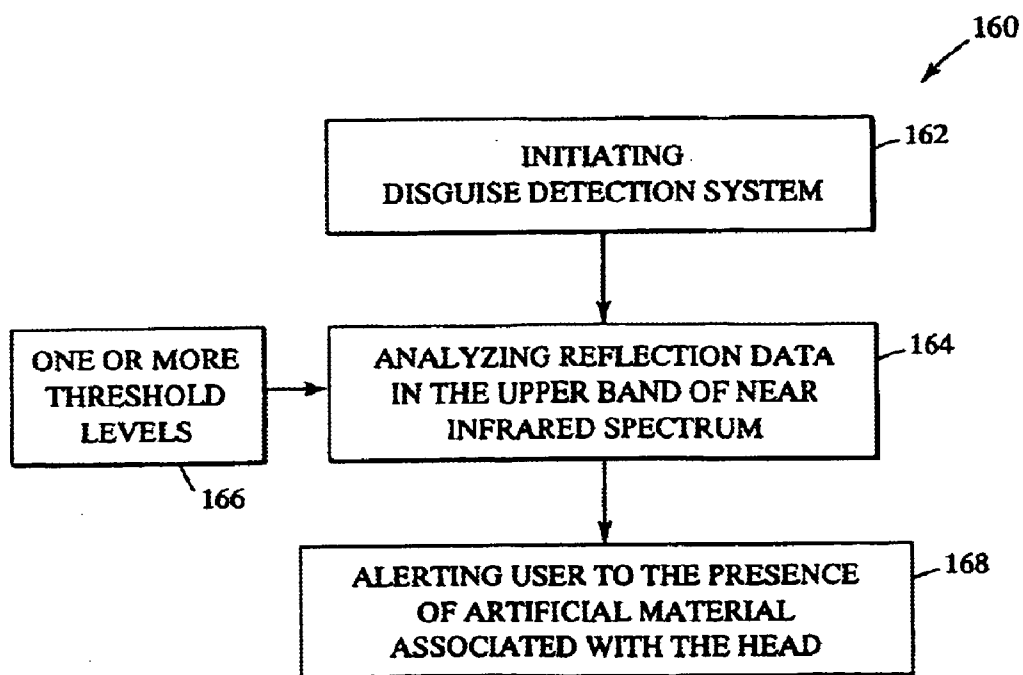 160
INITIATING
DISGUISE DETECTION SYSTEM
162
ONE OR MORE
THRESHOLD
LEVELS
166
ANALYZING REFLECTION DATA
IN THE UPPER BAND OF NEAR
INFRARED SPECTRUM
164
ALERTING USER TO THE PRESENCE
OF ARTIFICIAL MATERIAL
ASSOCIATED WITH THE HEAD
168